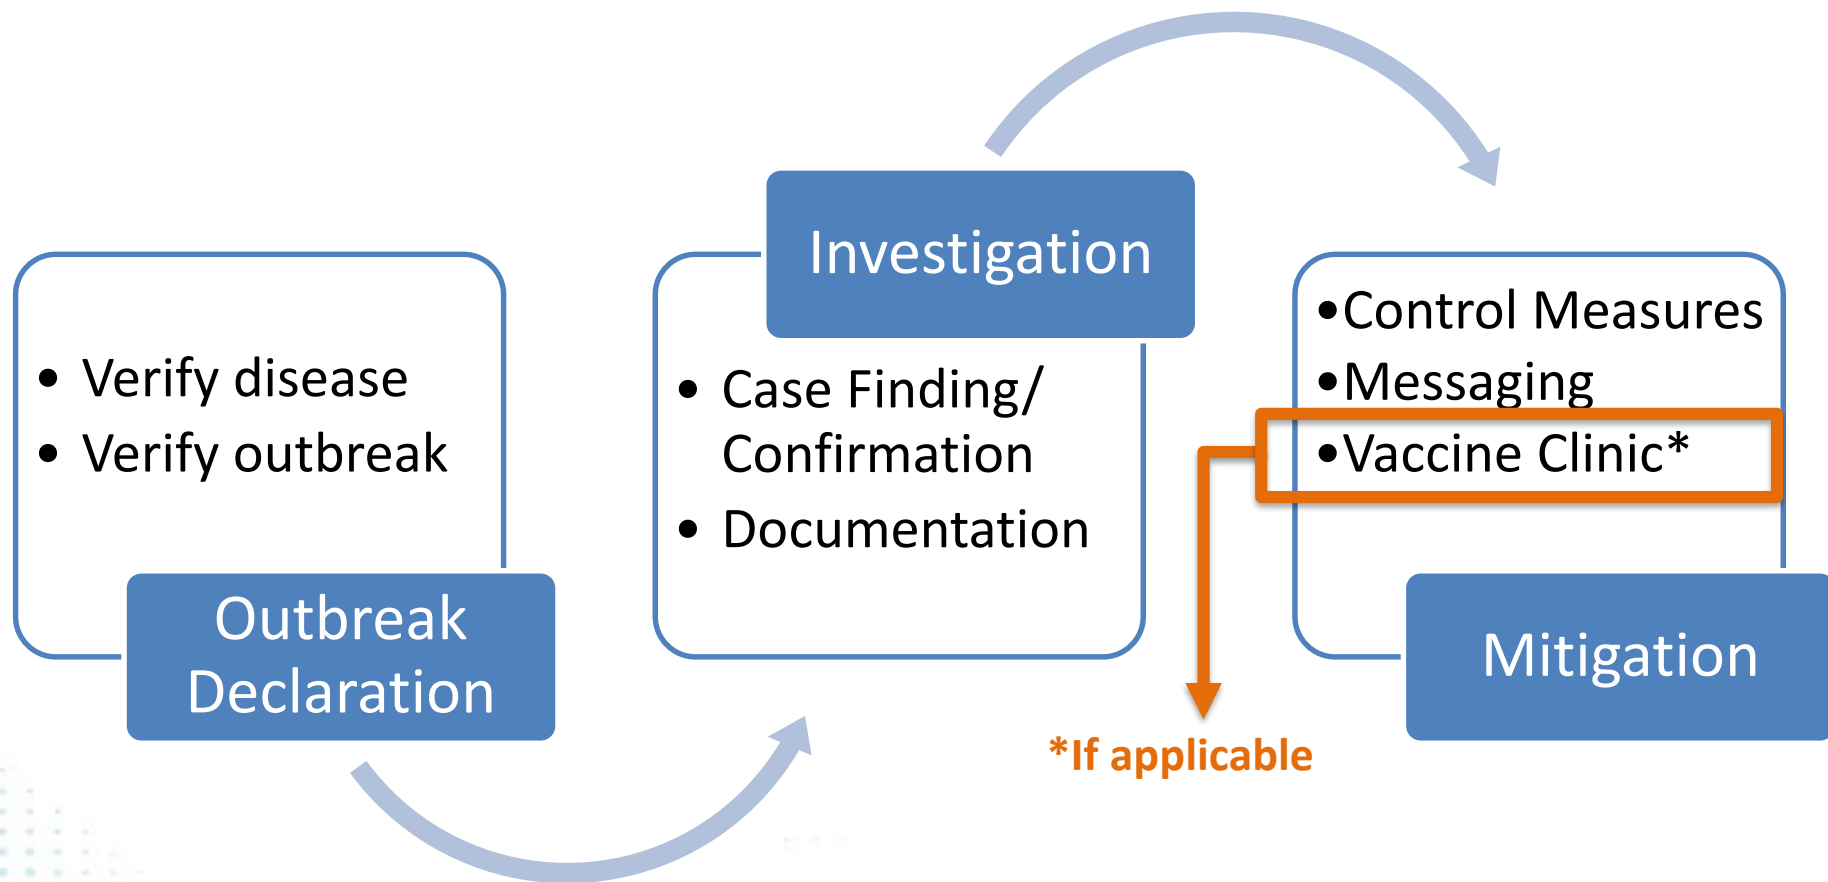 • Verify disease
• Verify outbreak
Outbreak
Declaration
Investigation
• Case Finding/
Confirmation
• Documentation
•Control Measures
•Messaging
•Vaccine Clinic*
*If applicable
Mitigation